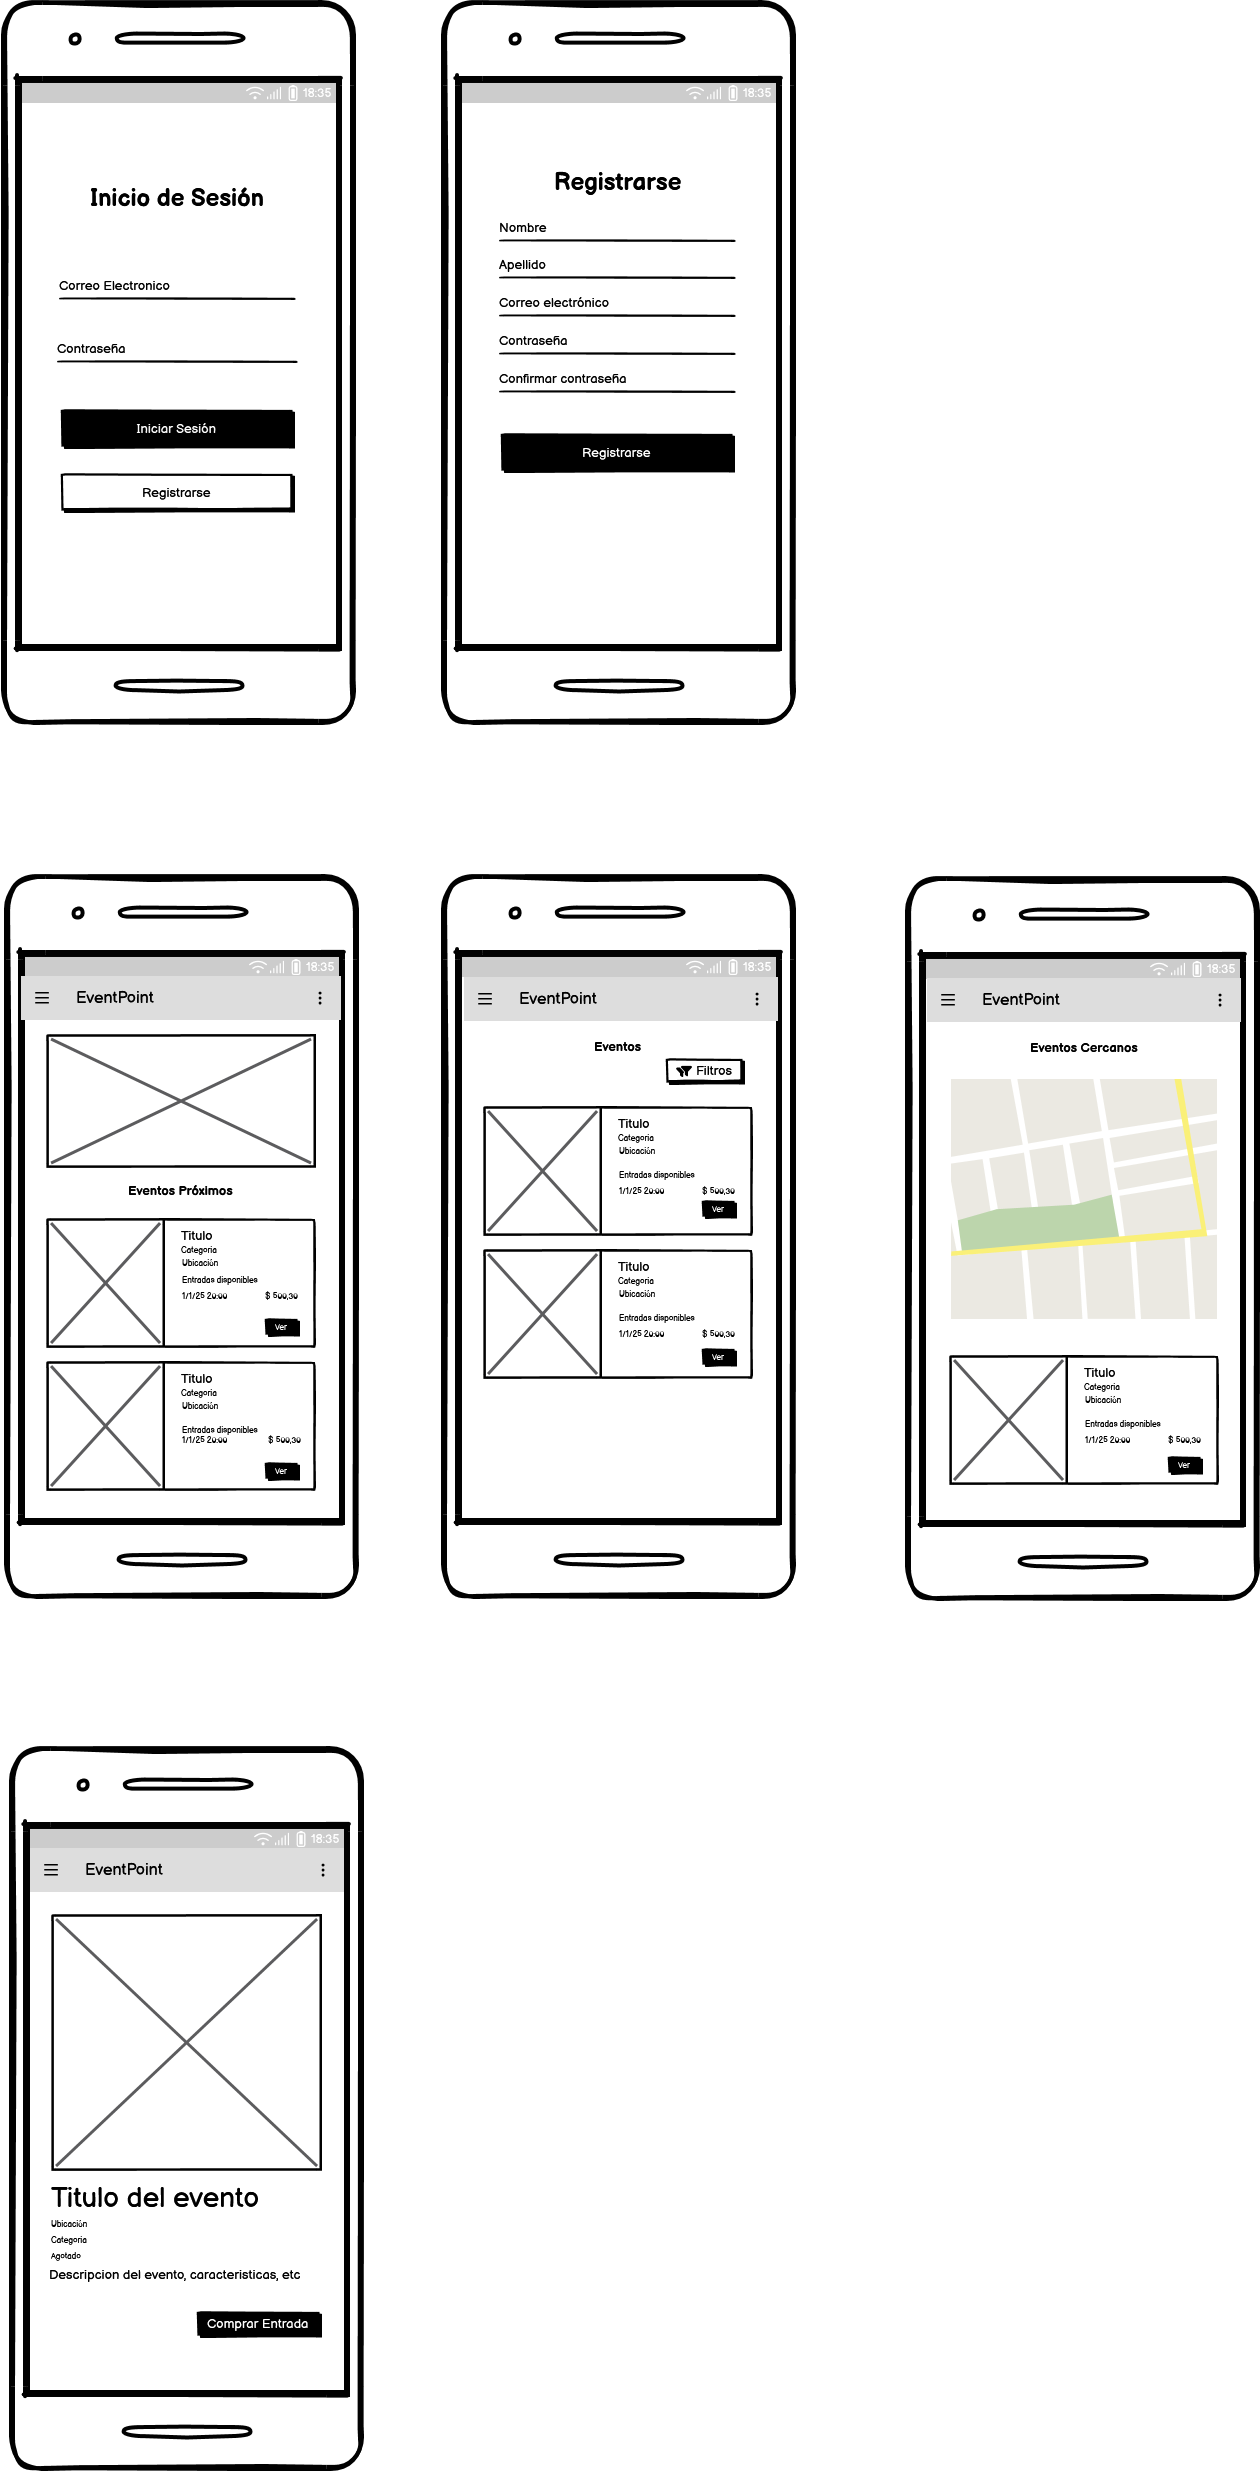 18:35
Inicio de Sesión
Correo Electronico
Contraseña
Iniciar Sesión
Registrarse
18:35
Registrarse
Nombre
Apellido
Correo electrónico
Contraseña
Confirmar contraseña
Registrarse
18:35
EventPoint
Eventos Próximos
Titulo
Categoria
Ubicación
Entradas disponibles
1/1/25 20:00 $ 500,30
Ver
Titulo
Categoria
Ubicación
Entradas disponibles
1/1/25 20:00 $ 500,30
Ver
18:35
EventPoint
Eventos
Filtros
Titulo
Categoria
Ubicación
Entradas disponibles
1/1/25 20:00 $ 500,30
Ver
Titulo
Categoria
Ubicación
Entradas disponibles
1/1/25 20:00 $ 500,30
Ver
18:35
EventPoint
Eventos Cercanos
Titulo
Categoria
Ubicación
Entradas disponibles
1/1/25 20:00 $ 500,30
Ver
18:35
EventPoint
Titulo del evento
Ubicación
Categoria
Agotado
Descripcion del evento, caracteristicas, etc
Comprar Entrada